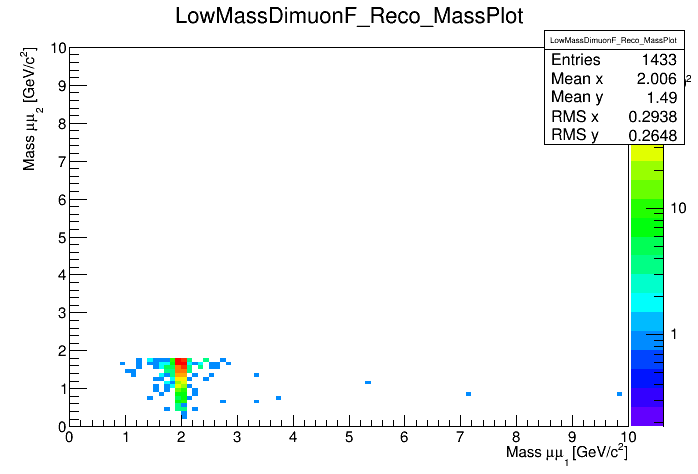 LowMassDimuonF_Reco_MassPlot
LowMassDimuonF_Reco_MassPlot
Entries 1433
Mean x 2.006
Mean y 1.49
RMS x 0.2938
RMS y 0.2648
Mass μμ_2 [GeV/c²]
10
9
8
7
6
5
4
3
2
1
0
0 1 2 3 4 5 6 7 8 9 10
Mass μμ_1 [GeV/c²]
10
1